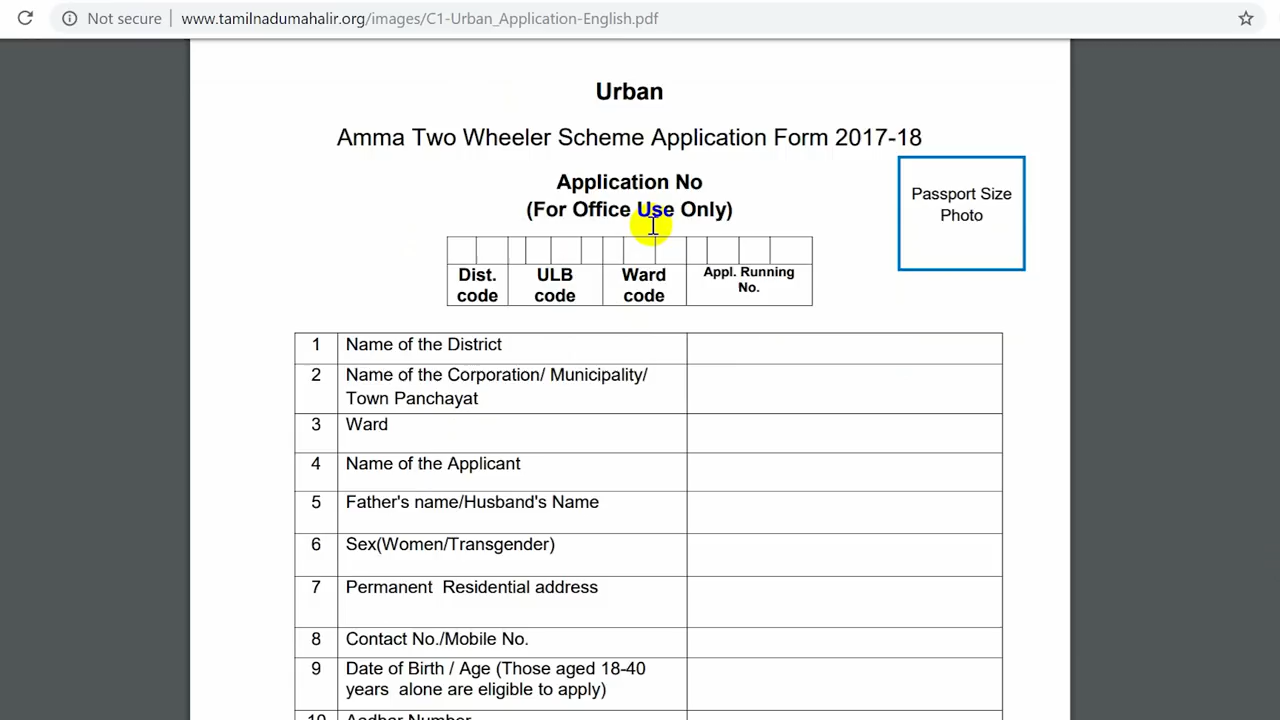 Not secure
www.tamilnadumahalir.org/images/C1-Urban_Application-English.pdf
Urban
Amma Two Wheeler Scheme Application Form 2017-18
Application No
(For Office Use Only)
Passport Size
Photo
Dist.
code
ULB
code
Ward
code
Appl. Running
No.
1 Name of the District
2 Name of the Corporation/ Municipality/
Town Panchayat
3 Ward
4 Name of the Applicant
5 Father's name/Husband's Name
6 Sex(Women/Transgender)
7 Permanent Residential address
8 Contact No./Mobile No.
9 Date of Birth / Age (Those aged 18-40
years alone are eligible to apply)
10 Aadhar Number